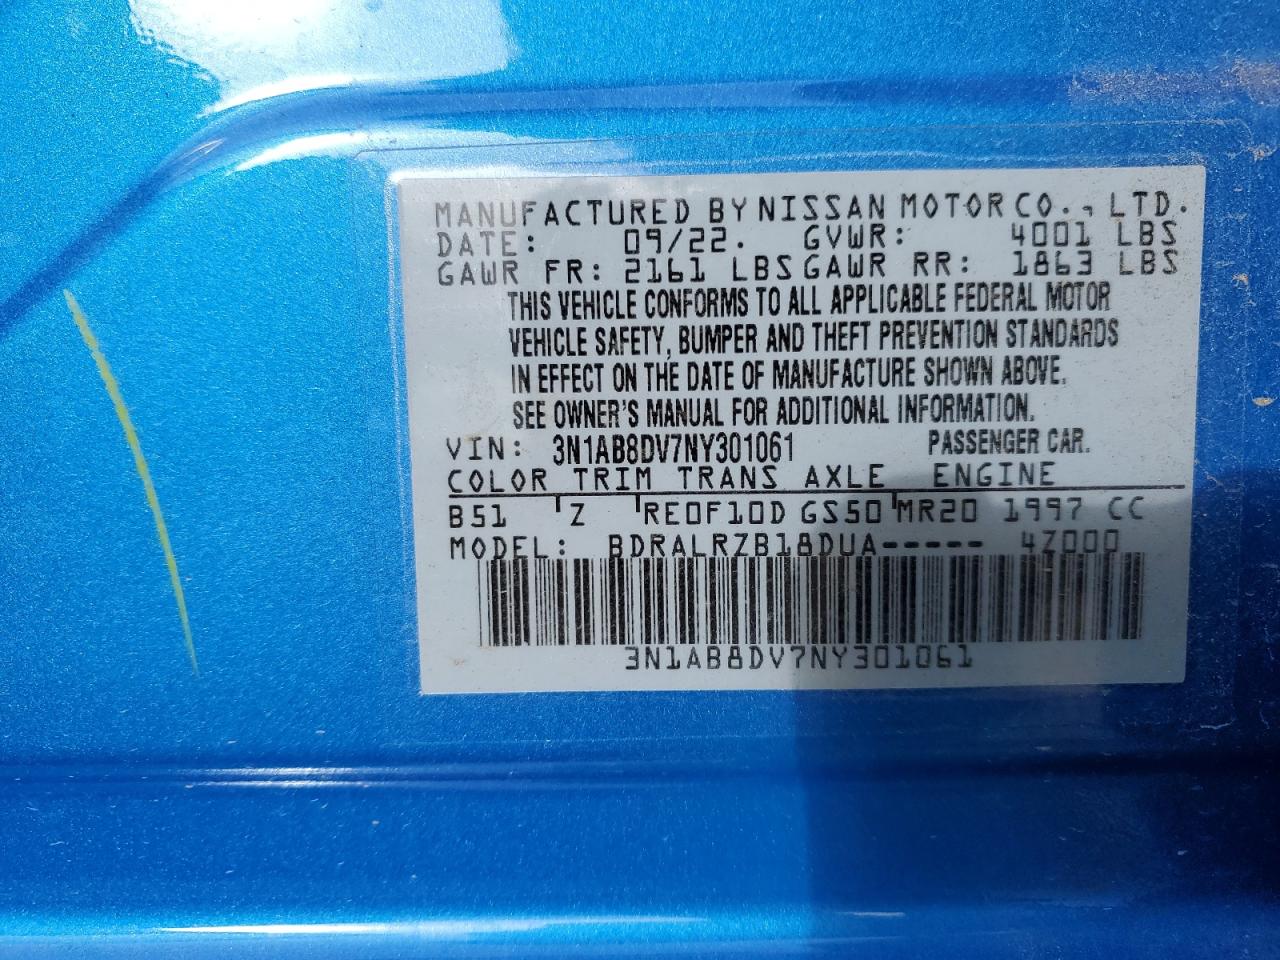 MANUFACTURED BY NISSAN MOTOR CO., LTD.
DATE: 09/22. GVWR: 4001 LBS
GAWR FR: 2161 LBS GAWR RR: 1863 LBS
THIS VEHICLE CONFORMS TO ALL APPLICABLE FEDERAL MOTOR
VEHICLE SAFETY, BUMPER AND THEFT PREVENTION STANDARDS
IN EFFECT ON THE DATE OF MANUFACTURE SHOWN ABOVE.
SEE OWNER'S MANUAL FOR ADDITIONAL INFORMATION.
VIN: 3N1AB8DV7NY301061 PASSENGER CAR.
COLOR TRIM TRANS AXLE ENGINE
B51 Z RE0F10D GS50 MR20 1997 CC
MODEL: BDRALRZB18DUA----- 4Z000
3N1AB8DV7NY301061